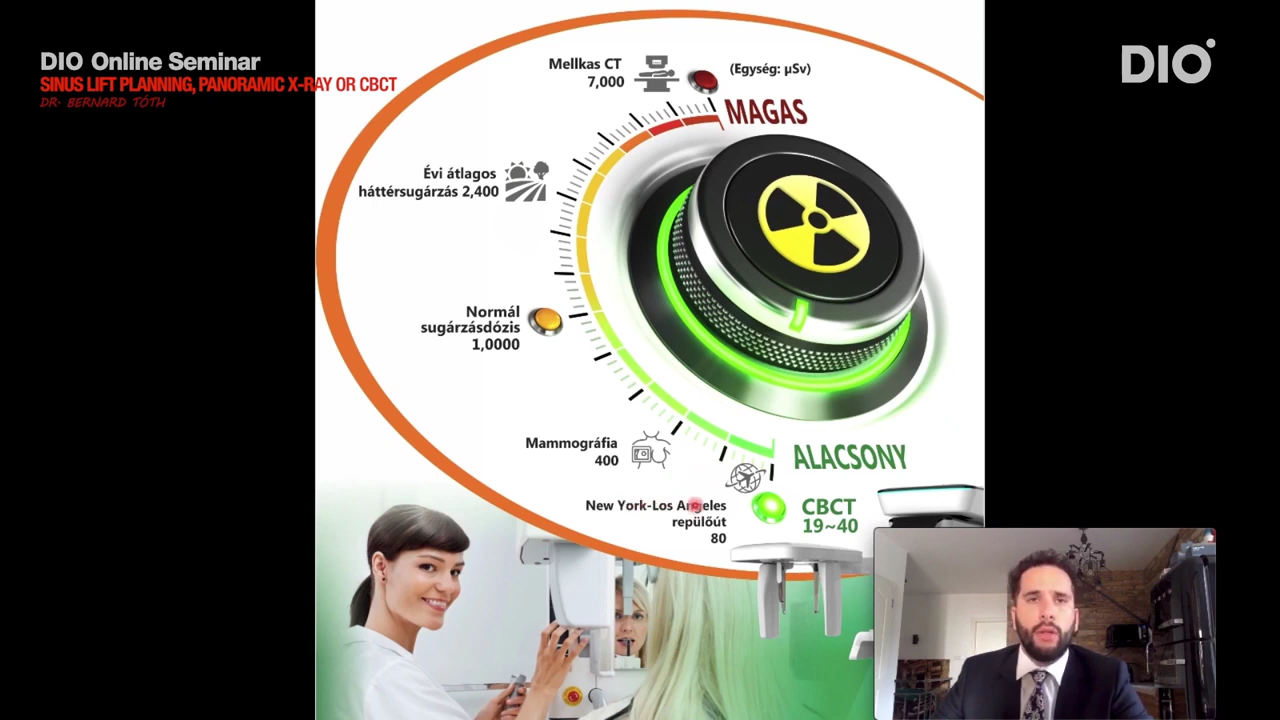 DIO Online Seminar
SINUS LIFT PLANNING, PANORAMIC X-RAY OR CBCT
DR. BERNARD TÓTH
DIO
Mellkas CT
7,000
(Egység: µSv)
MAGAS
Évi átlagos
háttérsugárzás 2,400
Normál
sugárzásdózis
1,0000
Mammográfia
400
ALACSONY
New York-Los Angeles
repülőút
80
CBCT
19~40